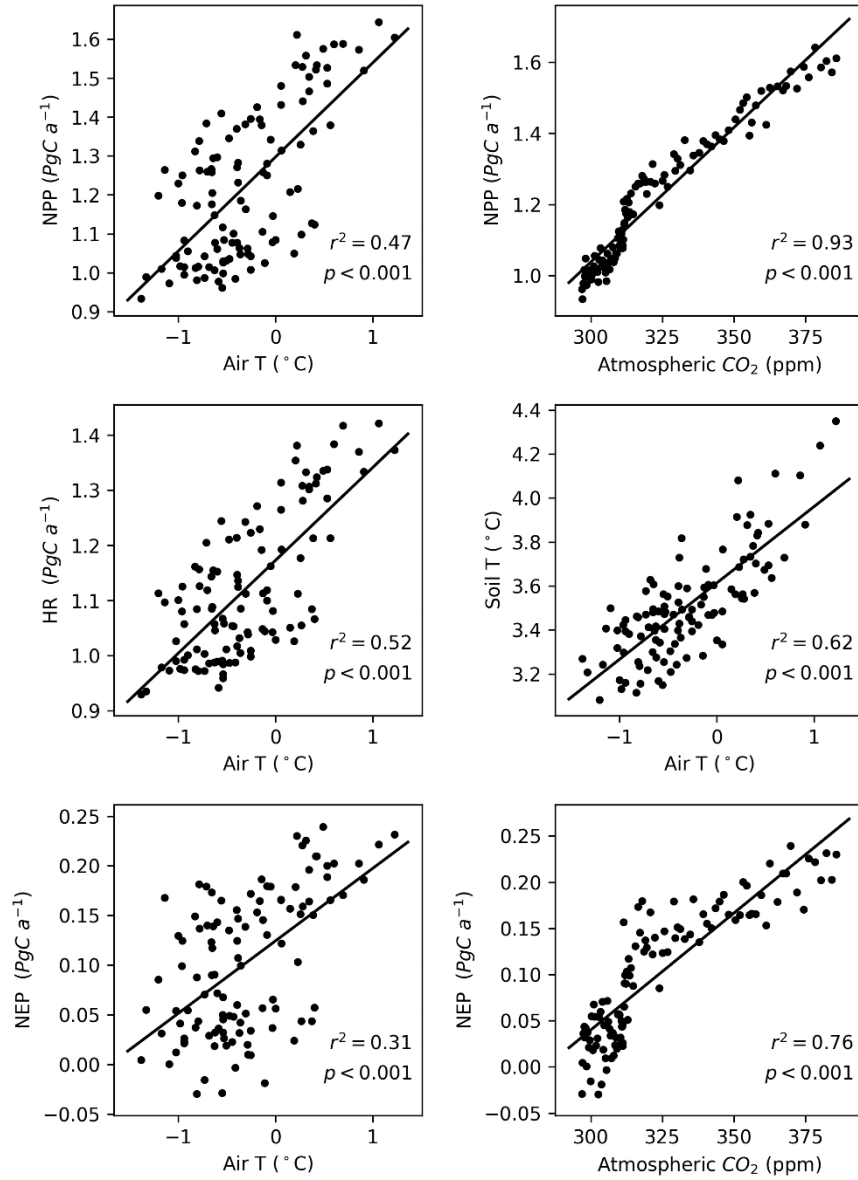 1.6
1.5
1.4
1.3
1.2
1.1
1.0
0.9
NPP (PgC a⁻¹)
r² = 0.47
p < 0.001
−1
0
1
Air T (°C)
1.6
1.4
1.2
1.0
NPP (PgC a⁻¹)
r² = 0.93
p < 0.001
300
325
350
375
Atmospheric CO₂ (ppm)
1.4
1.3
1.2
1.1
1.0
0.9
HR (PgC a⁻¹)
r² = 0.52
p < 0.001
−1
0
1
Air T (°C)
4.4
4.2
4.0
3.8
3.6
3.4
3.2
Soil T (°C)
r² = 0.62
p < 0.001
−1
0
1
Air T (°C)
0.25
0.20
0.15
0.10
0.05
0.00
−0.05
NEP (PgC a⁻¹)
r² = 0.31
p < 0.001
−1
0
1
Air T (°C)
0.25
0.20
0.15
0.10
0.05
0.00
−0.05
NEP (PgC a⁻¹)
r² = 0.76
p < 0.001
300
325
350
375
Atmospheric CO₂ (ppm)